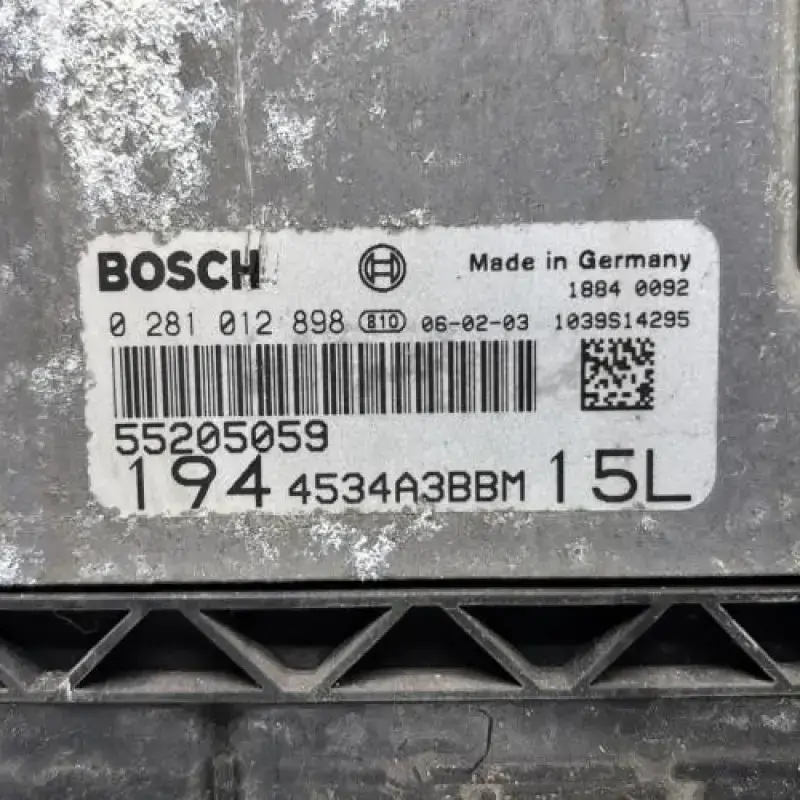 BOSCH Made in Germany
1884 0092
0 281 012 898 810 06-02-03 1039S14295
55205059
194 4534A3BBM 15L